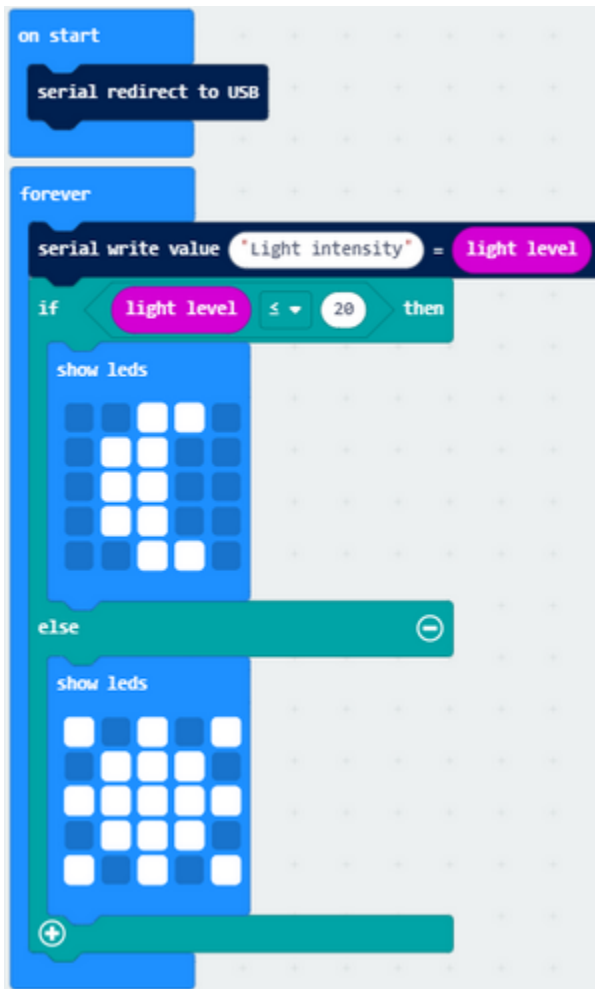 on start
serial redirect to USB
forever
serial write value "Light intensity" = light level
if light level ≤ 20 then
show leds
else
show leds